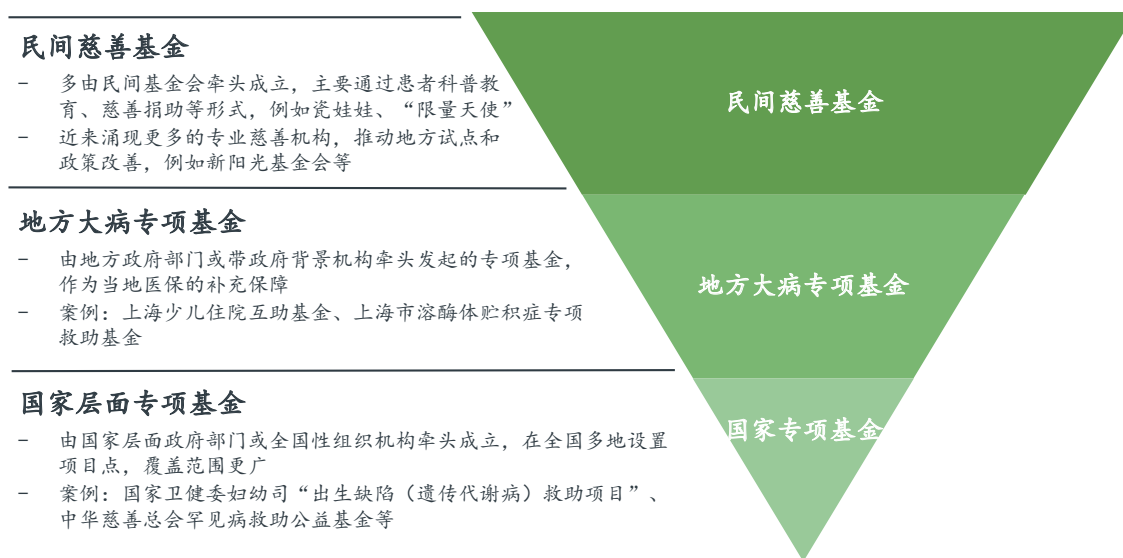 民间慈善基金
- 多由民间基金会牵头成立，主要通过患者科普教
育、慈善捐助等形式，例如瓷娃娃、“限量天使”
- 近来涌现更多的专业慈善机构，推动地方试点和
政策改善，例如新阳光基金会等
地方大病专项基金
- 由地方政府部门或带政府背景机构牵头发起的专项基金，
作为当地医保的补充保障
- 案例：上海少儿住院互助基金、上海市溶酶体贮积症专项
救助基金
国家层面专项基金
- 由国家层面政府部门或全国性组织机构牵头成立，在全国多地设置
项目点，覆盖范围更广
- 案例：国家卫健委妇幼司“出生缺陷（遗传代谢病）救助项目”、
中华慈善总会罕见病救助公益基金等
民间慈善基金
地方大病专项基金
国家专项基金